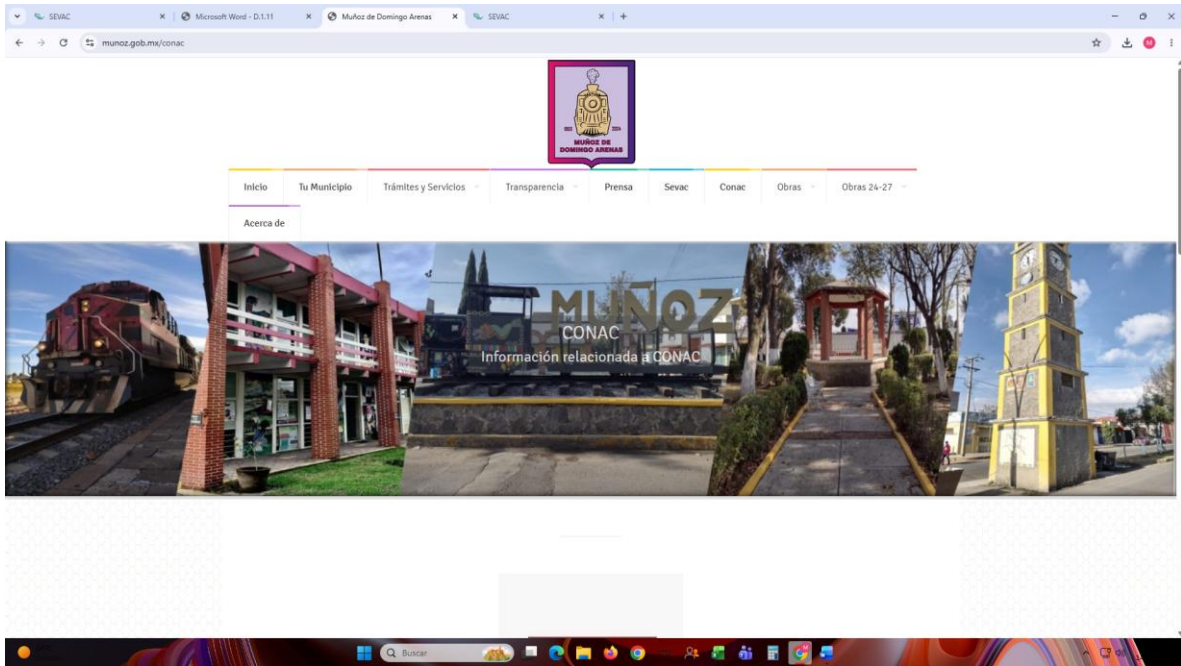 SEVAC
Microsoft Word - D.1.11
Muñoz de Domingo Arenas
SEVAC
munoz.gob.mx/conac
M
MUÑOZ DE
DOMINGO ARENAS
Inicio
Tu Municipio
Trámites y Servicios
Transparencia
Prensa
Sevac
Conac
Obras
Obras 24-27
Acerca de
MUÑOZ
CONAC
Información relacionada a CONAC
Buscar